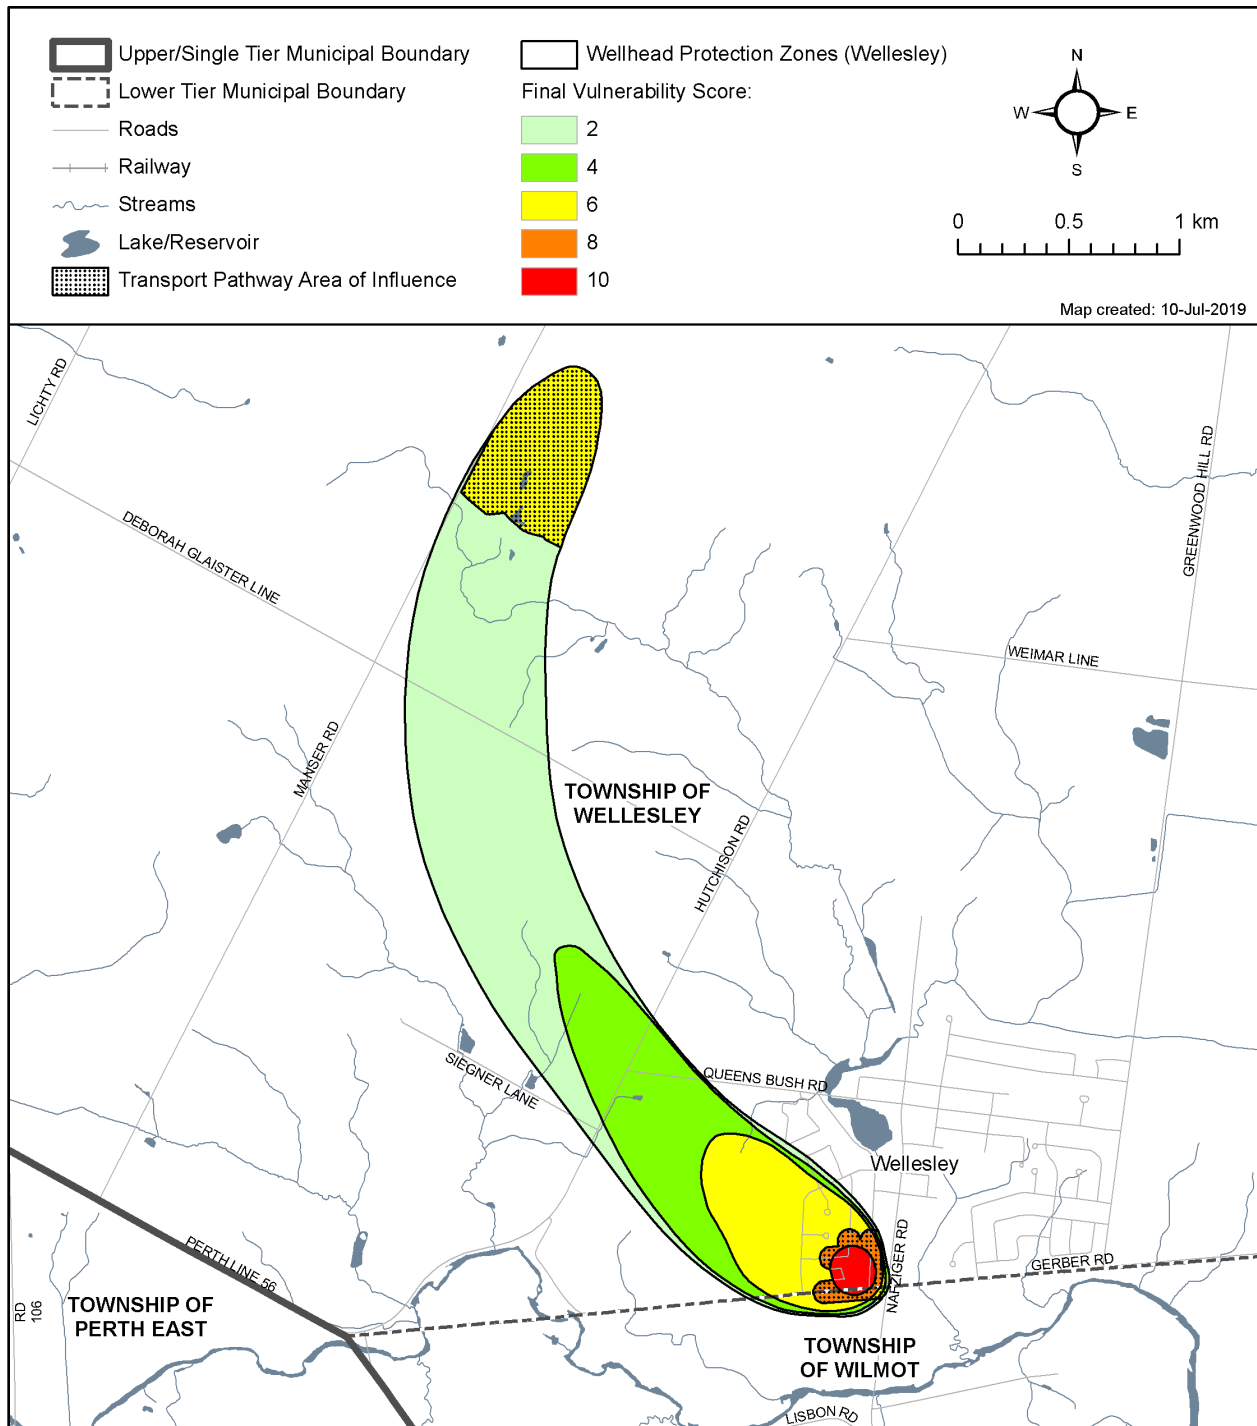 Upper/Single Tier Municipal Boundary
Lower Tier Municipal Boundary
Roads
Railway
Streams
Lake/Reservoir
Transport Pathway Area of Influence
Wellhead Protection Zones (Wellesley)
Final Vulnerability Score:
2
4
6
8
10
N
W E
S
0 0.5 1 km
Map created: 10-Jul-2019
LICHTY RD
DEBORAH GLAISTER LINE
GREENWOOD HILL RD
WEIMAR LINE
MANSER RD
TOWNSHIP OF
WELLESLEY
HUTCHISON RD
SIEGNER LANE
QUEENS BUSH RD
Wellesley
NAFZIGER RD
GERBER RD
PERTH LINE 56
RD
106
TOWNSHIP OF
PERTH EAST
TOWNSHIP
OF WILMOT
LISBON RD